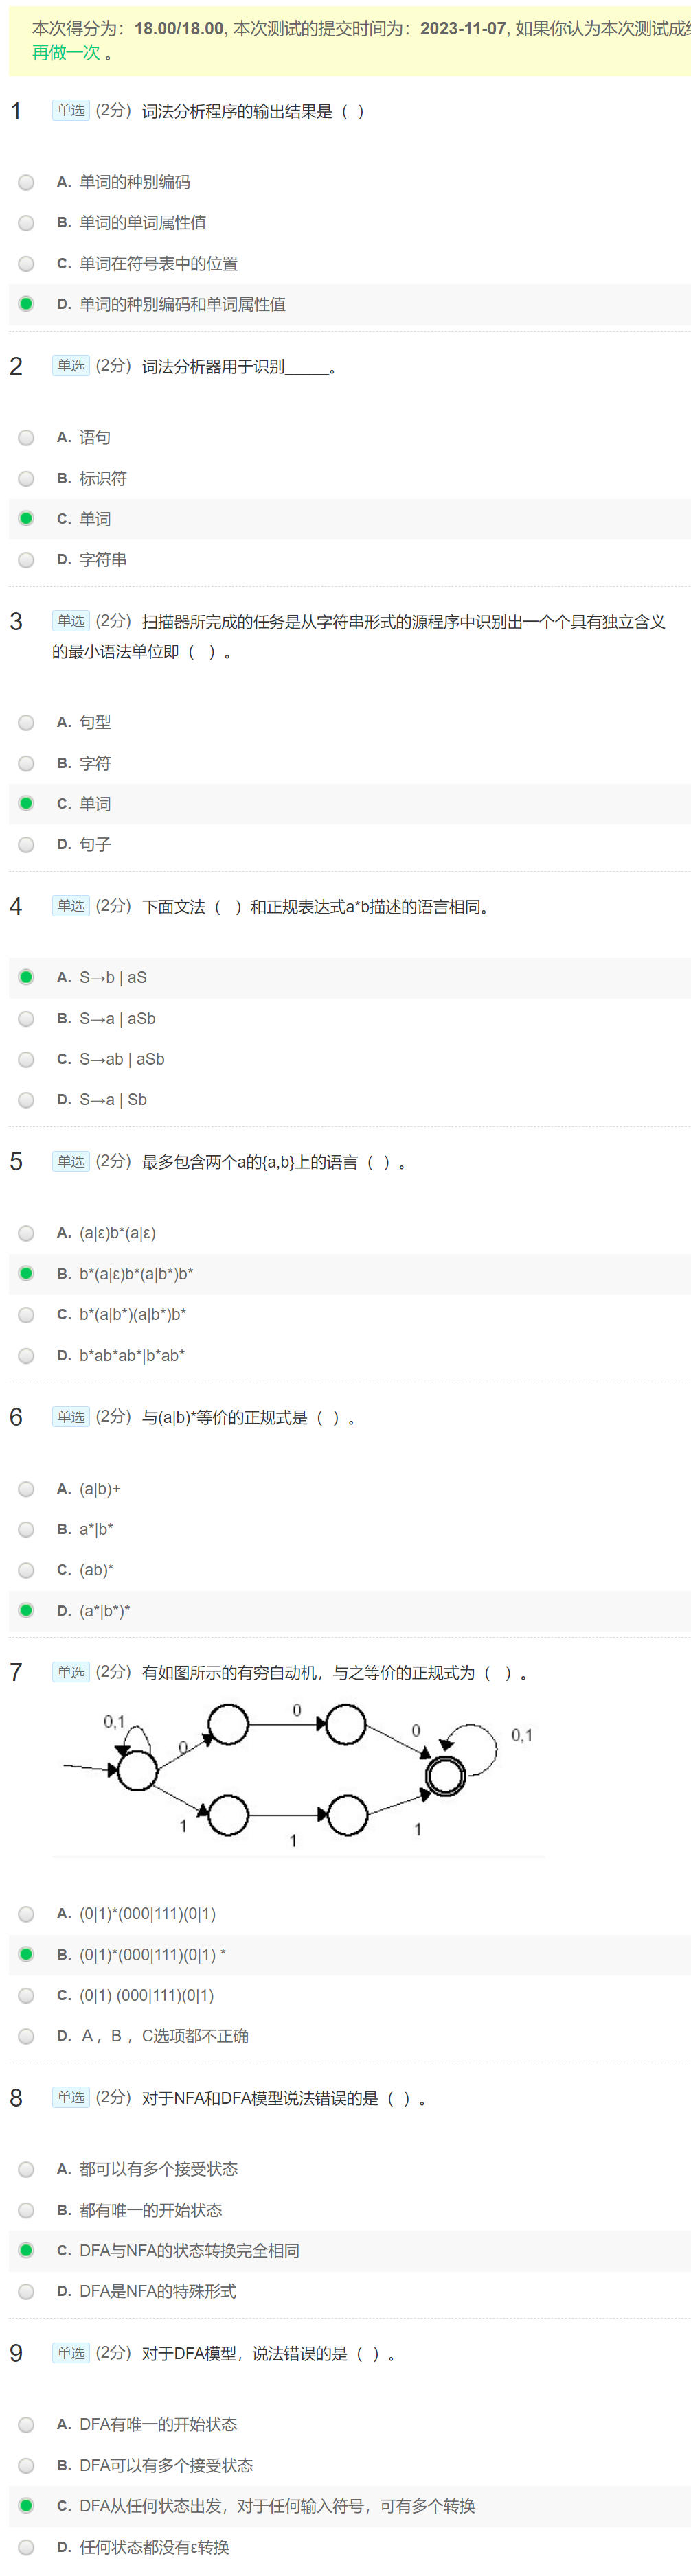 本次得分为：18.00/18.00, 本次测试的提交时间为：2023-11-07, 如果你认为本次测试成
再做一次 。
1 单选 (2分) 词法分析程序的输出结果是（ ）
A. 单词的种别编码
B. 单词的单词属性值
C. 单词在符号表中的位置
D. 单词的种别编码和单词属性值
2 单选 (2分) 词法分析器用于识别_____。
A. 语句
B. 标识符
C. 单词
D. 字符串
3 单选 (2分) 扫描器所完成的任务是从字符串形式的源程序中识别出一个个具有独立含义
的最小语法单位即（ ）。
A. 句型
B. 字符
C. 单词
D. 句子
4 单选 (2分) 下面文法（ ）和正规表达式a*b描述的语言相同。
A. S→b | aS
B. S→a | aSb
C. S→ab | aSb
D. S→a | Sb
5 单选 (2分) 最多包含两个a的{a,b}上的语言（ ）。
A. (a|ε)b*(a|ε)
B. b*(a|ε)b*(a|b*)b*
C. b*(a|b*)(a|b*)b*
D. b*ab*ab*|b*ab*
6 单选 (2分) 与(a|b)*等价的正规式是（ ）。
A. (a|b)+
B. a*|b*
C. (ab)*
D. (a*|b*)*
7 单选 (2分) 有如图所示的有穷自动机，与之等价的正规式为（ ）。
0,1
0
0
0
0,1
1
1
1
A. (0|1)*(000|111)(0|1)
B. (0|1)*(000|111)(0|1) *
C. (0|1) (000|111)(0|1)
D. A ，B ，C选项都不正确
8 单选 (2分) 对于NFA和DFA模型说法错误的是（ ）。
A. 都可以有多个接受状态
B. 都有唯一的开始状态
C. DFA与NFA的状态转换完全相同
D. DFA是NFA的特殊形式
9 单选 (2分) 对于DFA模型，说法错误的是（ ）。
A. DFA有唯一的开始状态
B. DFA可以有多个接受状态
C. DFA从任何状态出发，对于任何输入符号，可有多个转换
D. 任何状态都没有ε转换